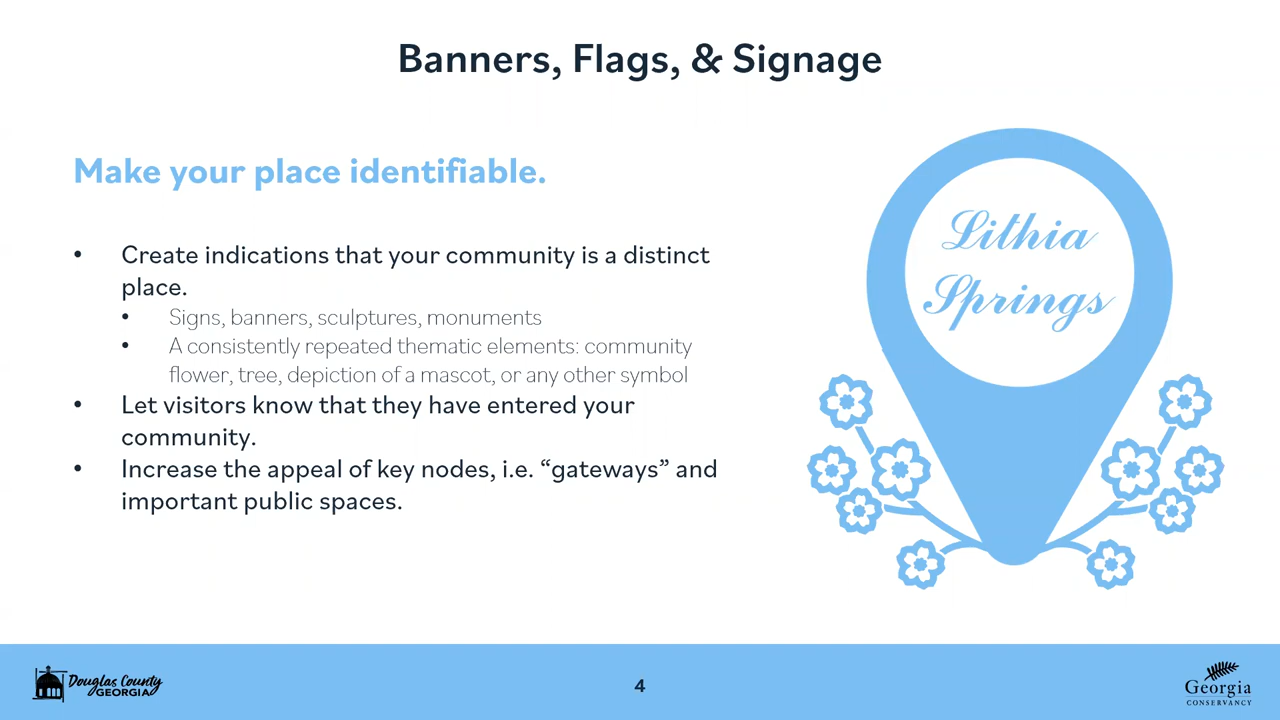 Banners, Flags, & Signage
Make your place identifiable.
• Create indications that your community is a distinct
place.
• Signs, banners, sculptures, monuments
• A consistently repeated thematic elements: community
flower, tree, depiction of a mascot, or any other symbol
• Let visitors know that they have entered your
community.
• Increase the appeal of key nodes, i.e. “gateways” and
important public spaces.
Lithia
Springs
Douglas County
GEORGIA
4
Georgia
CONSERVANCY